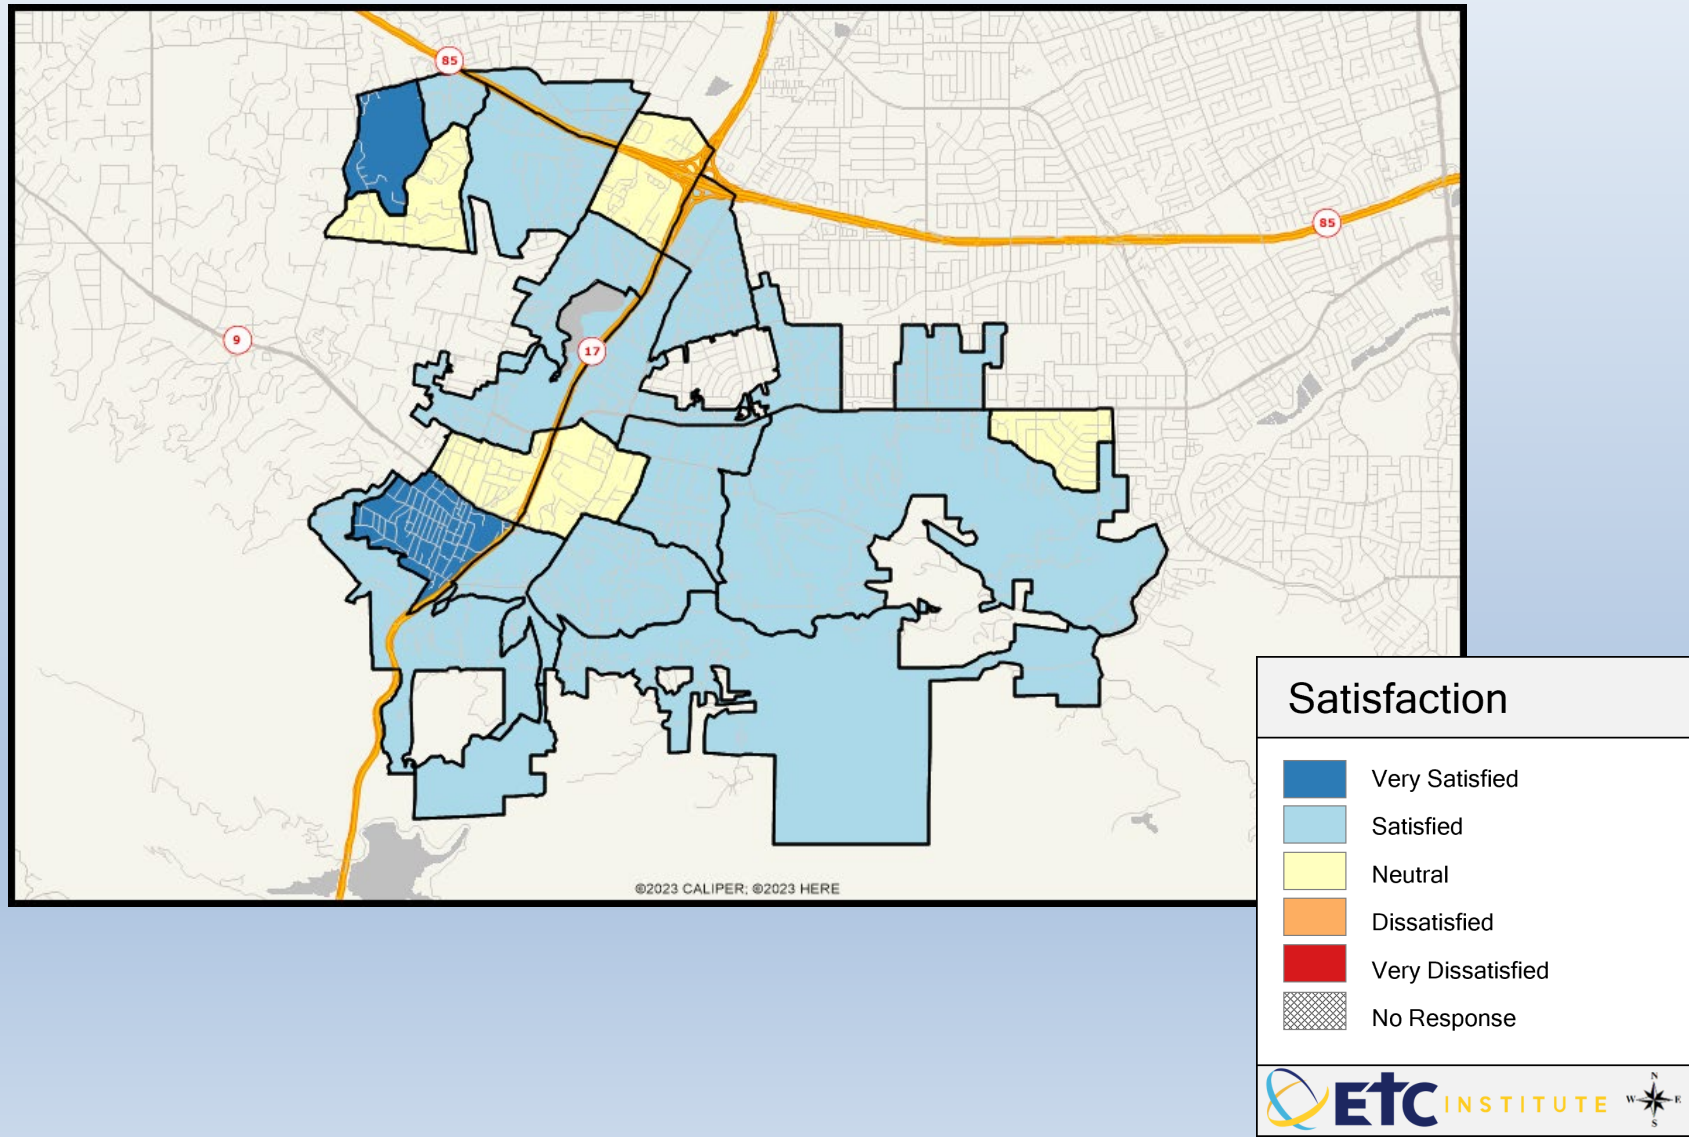 85
85
9
17
©2023 CALIPER; ©2023 HERE
Satisfaction
Very Satisfied
Satisfied
Neutral
Dissatisfied
Very Dissatisfied
No Response
ETC INSTITUTE
N
W E
S